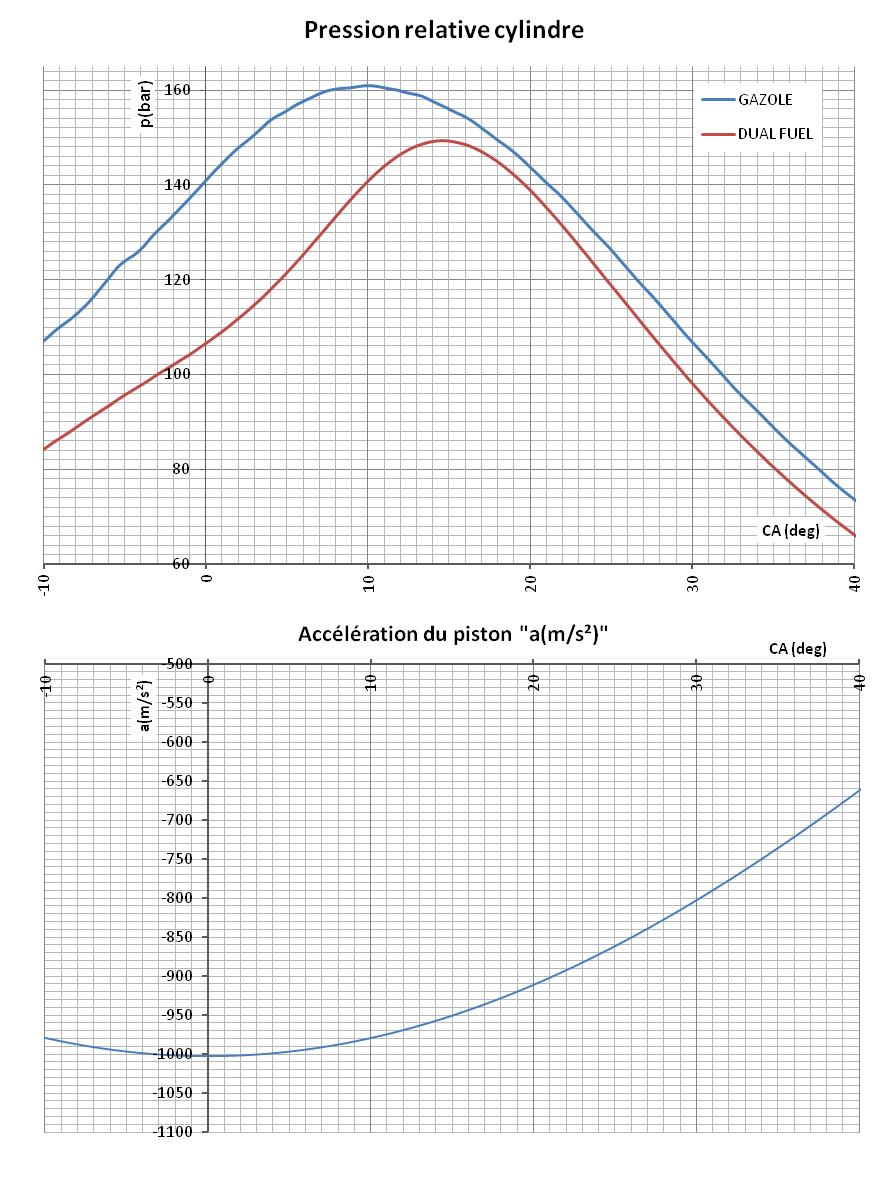 Pression relative cylindre
p(bar)
160
140
120
100
80
60
GAZOLE
DUAL FUEL
CA (deg)
-10 0 10 20 30 40
Accélération du piston "a(m/s²)"
CA (deg)
-10 0 10 20 30 40
a(m/s²)
-500
-550
-600
-650
-700
-750
-800
-850
-900
-950
-1000
-1050
-1100